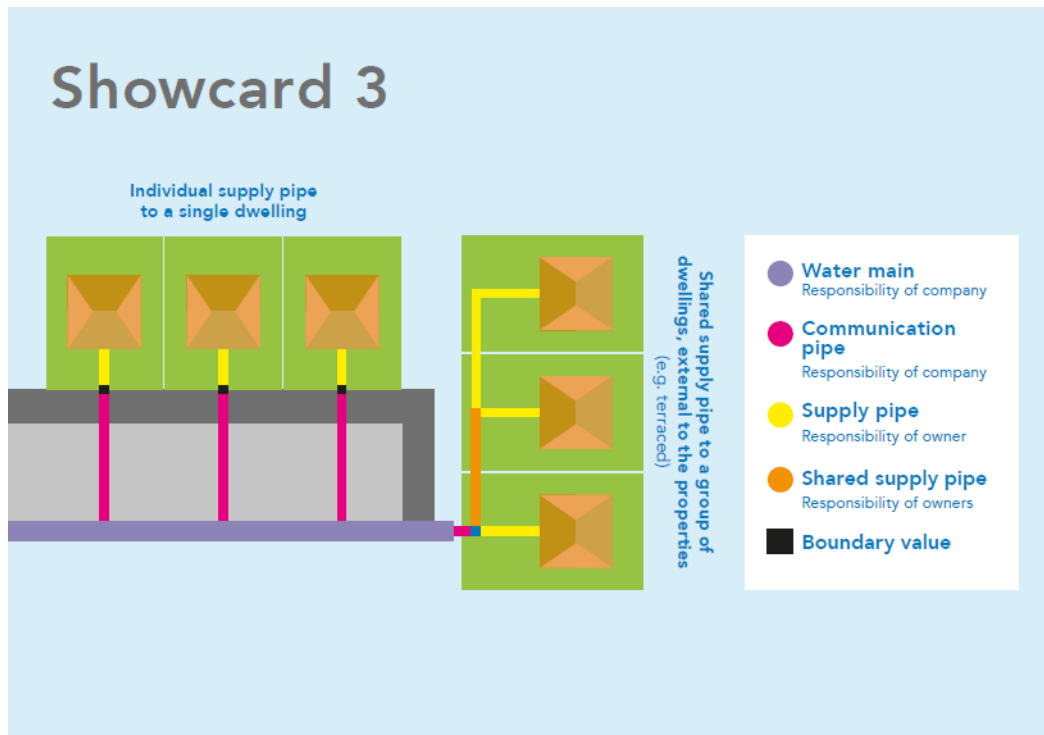 Showcard 3
Individual supply pipe
to a single dwelling
Shared supply pipe to a group of
dwellings, external to the properties
(e.g. terraced)
Water main
Responsibility of company
Communication
pipe
Responsibility of company
Supply pipe
Responsibility of owner
Shared supply pipe
Responsibility of owners
Boundary value